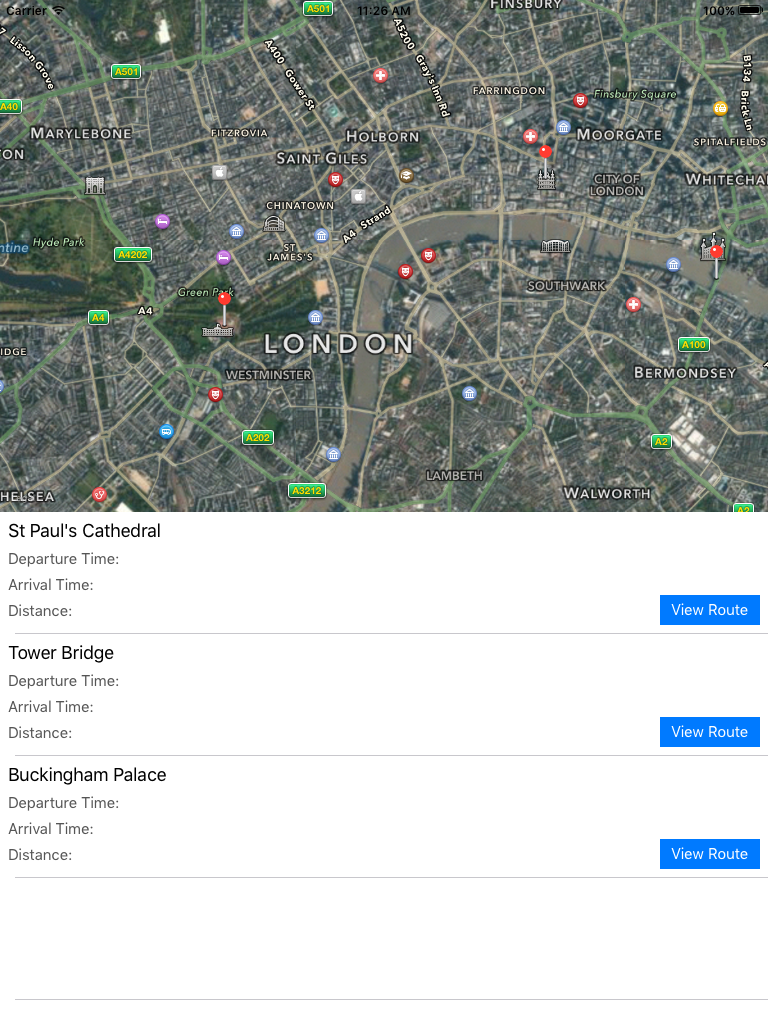 Carrier
11:26 AM
100%
A501
FINSBURY
Lisson Grove
A400 Gower St
A5200 Gray's Inn Rd
B134 Brick Ln
A501
A40
FARRINGDON
Finsbury Square
MARYLEBONE
FITZROVIA
HOLBORN
MOORGATE
SPITALFIELDS
TON
SAINT GILES
CITY OF
LONDON
WHITECHA
CHINATOWN
A4 Strand
Hyde Park
ntine
A4202
ST
JAMES'S
SOUTHWARK
Green Park
A4
A4
LONDON
A100
IDGE
WESTMINSTER
BERMONDSEY
A202
A2
LAMBETH
HELSEA
A3212
WALWORTH
A2
St Paul's Cathedral
Departure Time:
Arrival Time:
Distance:
View Route
Tower Bridge
Departure Time:
Arrival Time:
Distance:
View Route
Buckingham Palace
Departure Time:
Arrival Time:
Distance:
View Route